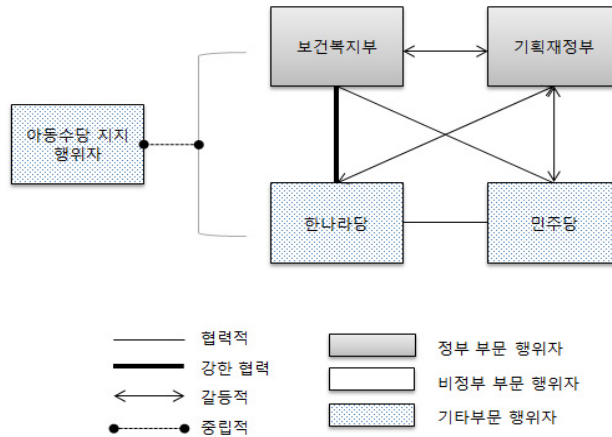 보건복지부
기획재정부
아동수당 지지
행위자
한나라당
민주당
협력적
강한 협력
갈등적
중립적
정부 부문 행위자
비정부 부문 행위자
기타부문 행위자